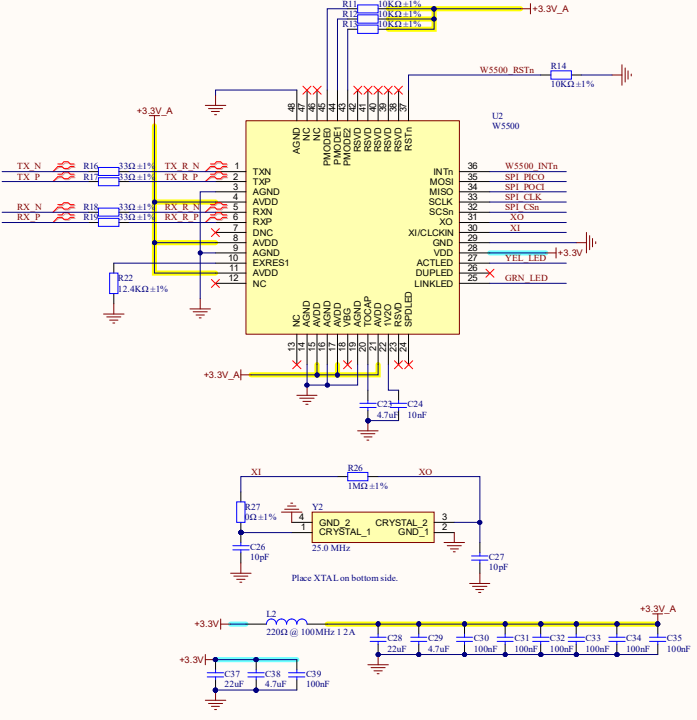 R11 10KΩ±1%
R12 10KΩ±1%
R13 10KΩ±1%
+3.3V_A
W5500_RSTn R14
10KΩ±1%
+3.3V_A
48 47 46 45 44 43 42 41 40 39 38 37
AGND NC NC PMODE0 PMODE1 PMODE2 RSVD RSVD RSVD RSVD RSVD RSTn
U2
W5500
TX_N R16 33Ω±1% TX_R_N 1 TXN
TX_P R17 33Ω±1% TX_R_P 2 TXP
3 AGND
4 AVDD
RX_N R18 33Ω±1% RX_R_N 5 RXN
RX_P R19 33Ω±1% RX_R_P 6 RXP
7 DNC
8 AVDD
9 AGND
10 EXRES1
11 AVDD
12 NC
R22
12.4KΩ±1%
INTn 36 W5500_INTn
MOSI 35 SPI_PICO
MISO 34 SPI_POCI
SCLK 33 SPI_CLK
SCSn 32 SPI_CSn
XO 31 XO
XI/CLCKIN 30 XI
GND 29
VDD 28 +3.3V
ACTLED 27 YEL_LED
DUPLED 26
LINKLED 25 GRN_LED
NC AGND AVDD AGND AVDD VBG AGND TOCAP AVDD 1V2O RSVD SPDLED
13 14 15 16 17 18 19 20 21 22 23 24
+3.3V_A
C23 C24
4.7uF 10nF
XI R26 XO
1MΩ±1%
R27
0Ω±1%
Y2
4 GND_2 CRYSTAL_2 3
1 CRYSTAL_1 GND_1 2
25.0 MHz
C26
10pF
C27
10pF
Place XTAL on bottom side.
+3.3V L2 +3.3V_A
220Ω @ 100MHz 1 2A
C28 C29 C30 C31 C32 C33 C34 C35
22uF 4.7uF 100nF 100nF 100nF 100nF 100nF 100nF
+3.3V
C37 C38 C39
22uF 4.7uF 100nF